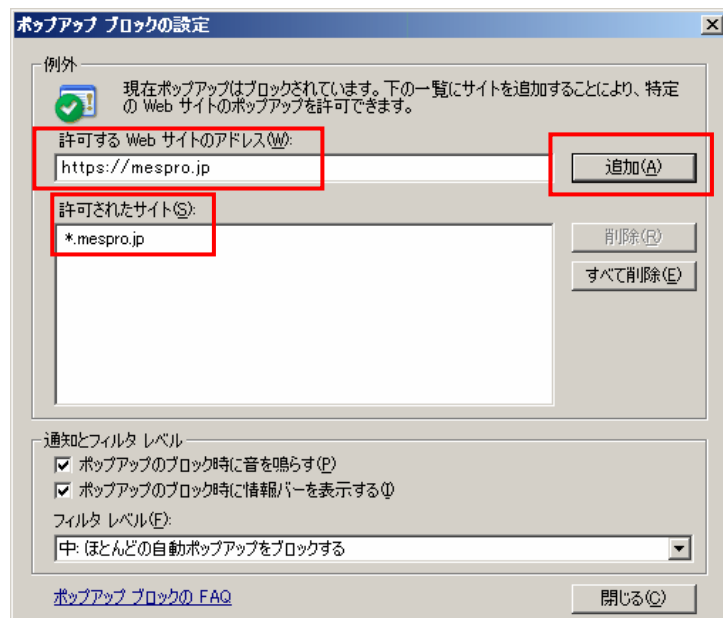 ポップアップ ブロックの設定
例外
現在ポップアップはブロックされています。下の一覧にサイトを追加することにより、特定
の Web サイトのポップアップを許可できます。
許可する Web サイトのアドレス(W):
https://mespro.jp
追加(A)
許可されたサイト(S):
*.mespro.jp
削除(R)
すべて削除(E)
通知とフィルタ レベル
ポップアップのブロック時に音を鳴らす(P)
ポップアップのブロック時に情報バーを表示する(I)
フィルタ レベル(F):
中: ほとんどの自動ポップアップをブロックする
ポップアップ ブロックの FAQ
閉じる(C)